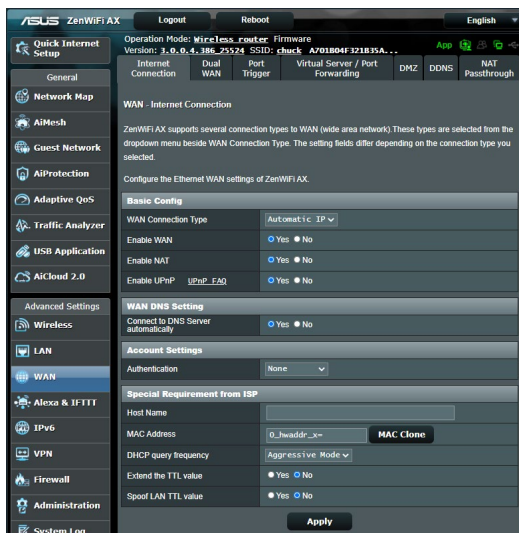 ASUS ZenWiFi AX Logout Reboot English
Quick Internet Setup
Operation Mode: Wireless router Firmware
Version: 3.0.0.4.386_25524 SSID: chuck A701B04F321B35A...
App
General
Network Map
AiMesh
Guest Network
AiProtection
Adaptive QoS
Traffic Analyzer
USB Application
AiCloud 2.0
Advanced Settings
Wireless
LAN
WAN
Alexa & IFTTT
IPv6
VPN
Firewall
Administration
System Log
Internet Connection
Dual WAN
Port Trigger
Virtual Server / Port Forwarding
DMZ
DDNS
NAT Passthrough
WAN - Internet Connection
ZenWiFi AX supports several connection types to WAN (wide area network).These types are selected from the
dropdown menu beside WAN Connection Type. The setting fields differ depending on the connection type you
selected.
Configure the Ethernet WAN settings of ZenWiFi AX.
Basic Config
WAN Connection Type Automatic IP
Enable WAN Yes No
Enable NAT Yes No
Enable UPnP UPnP FAQ Yes No
WAN DNS Setting
Connect to DNS Server
automatically Yes No
Account Settings
Authentication None
Special Requirement from ISP
Host Name
MAC Address 0_hwaddr_x= MAC Clone
DHCP query frequency Aggressive Mode
Extend the TTL value Yes No
Spoof LAN TTL value Yes No
Apply